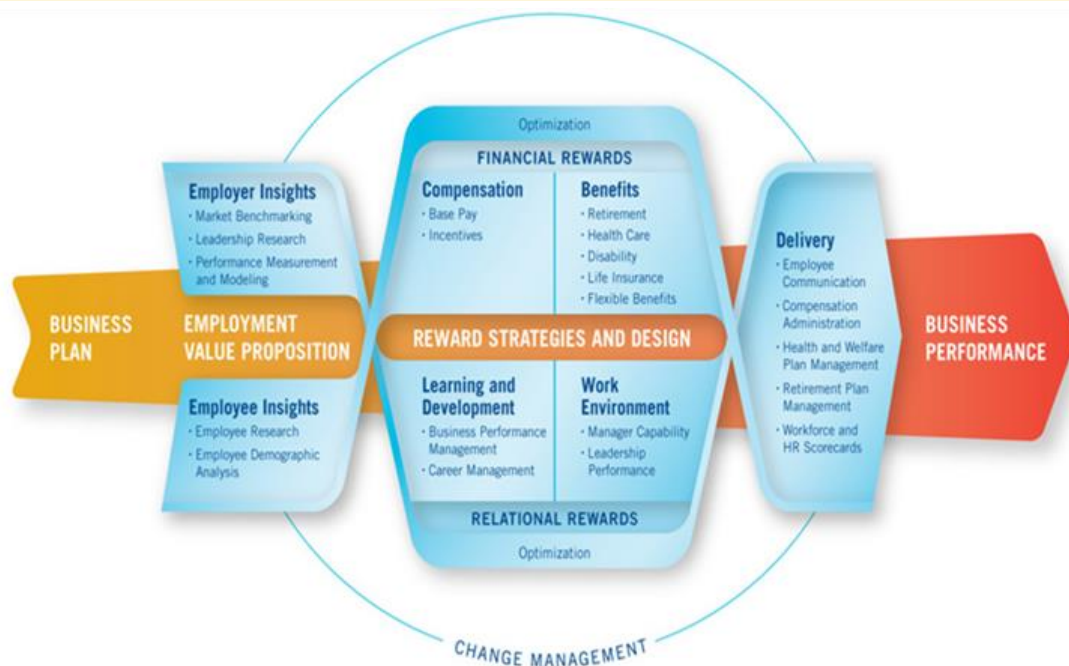 Optimization
FINANCIAL REWARDS
Employer Insights
• Market Benchmarking
• Leadership Research
• Performance Measurement
and Modeling
Compensation
• Base Pay
• Incentives
Benefits
• Retirement
• Health Care
• Disability
• Life Insurance
• Flexible Benefits
Delivery
• Employee
Communication
• Compensation
Administration
• Health and Welfare
Plan Management
• Retirement Plan
Management
• Workforce and
HR Scorecards
BUSINESS
PLAN
EMPLOYMENT
VALUE PROPOSITION
REWARD STRATEGIES AND DESIGN
BUSINESS
PERFORMANCE
Employee Insights
• Employee Research
• Employee Demographic
Analysis
Learning and
Development
• Business Performance
Management
• Career Management
Work
Environment
• Manager Capability
• Leadership
Performance
RELATIONAL REWARDS
Optimization
CHANGE MANAGEMENT